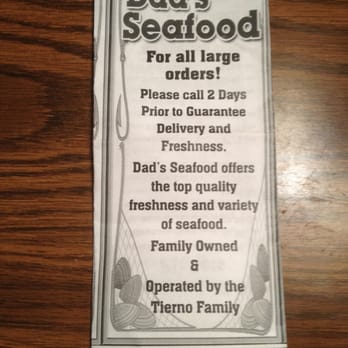 Dad's
Seafood
For all large
orders!
Please call 2 Days
Prior to Guarantee
Delivery and
Freshness.
Dad's Seafood offers
the top quality
freshness and variety
of seafood.
Family Owned
&
Operated by the
Tierno Family